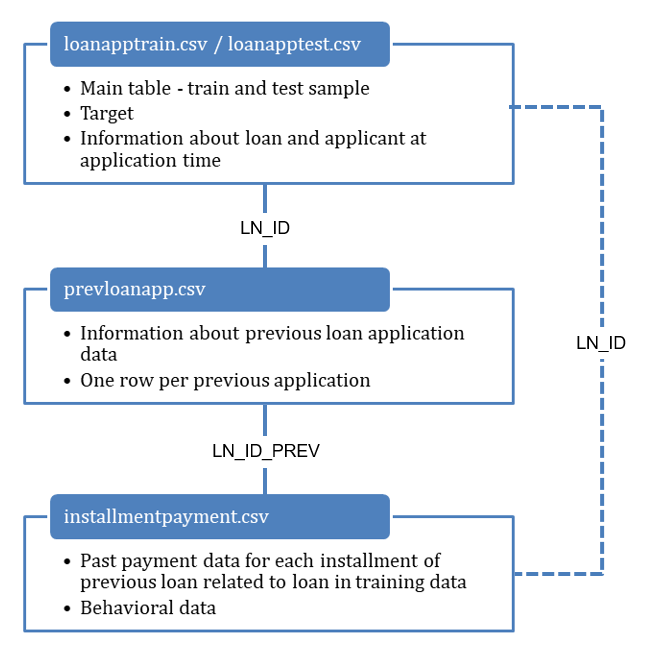 loanapptrain.csv / loanapptest.csv
• Main table - train and test sample
• Target
• Information about loan and applicant at
application time
LN_ID
prevloanapp.csv
• Information about previous loan application
data
• One row per previous application
LN_ID
LN_ID_PREV
installmentpayment.csv
• Past payment data for each installment of
previous loan related to loan in training data
• Behavioral data